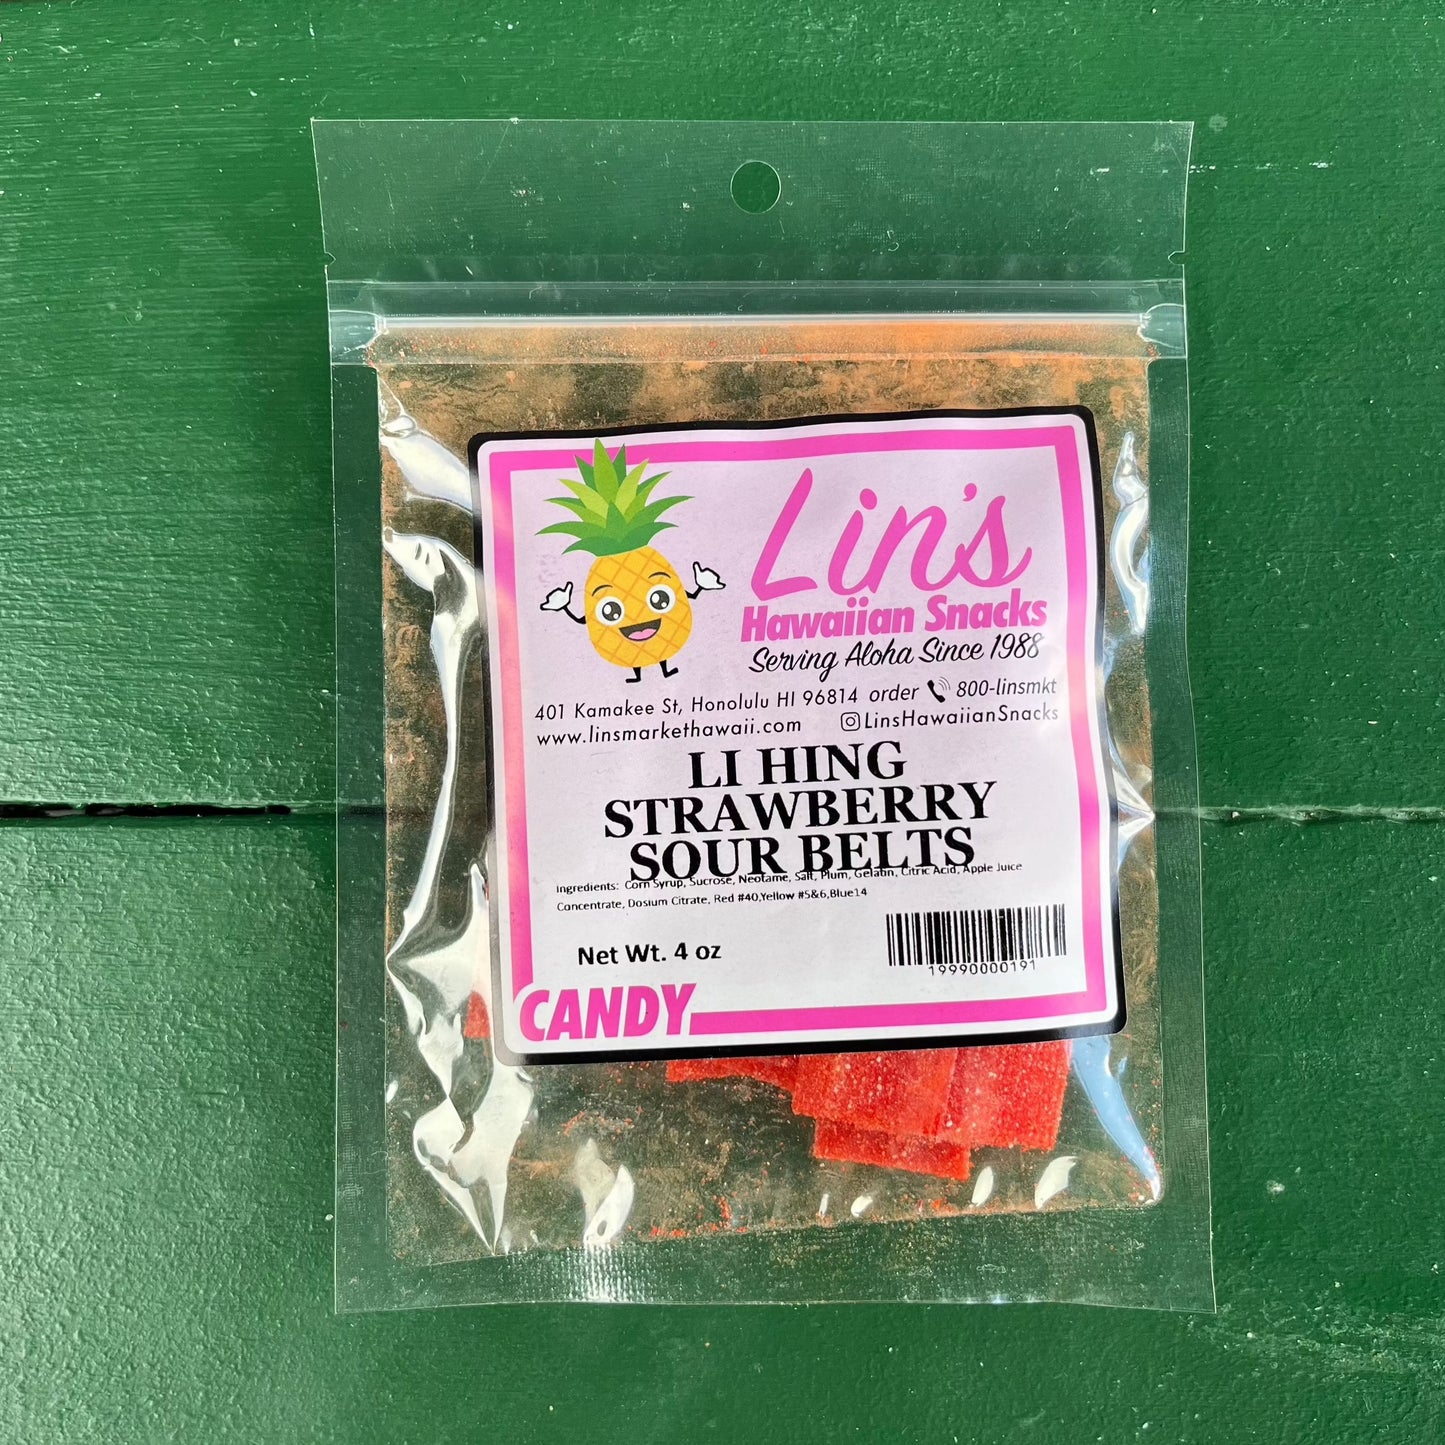 Lin's
Hawaiian Snacks
Serving Aloha Since 1988
401 Kamakee St, Honolulu HI 96814 order 800-linsmkt
www.linsmarkethawaii.com LinsHawaiianSnacks
LI HING
STRAWBERRY
SOUR BELTS
Ingredients: Corn Syrup, Sucrose, Neotame, Salt, Plum, Gelatin, Citric Acid, Apple Juice
Concentrate, Dosium Citrate, Red #40,Yellow #5&6,Blue14
Net Wt. 4 oz
19990000191
CANDY